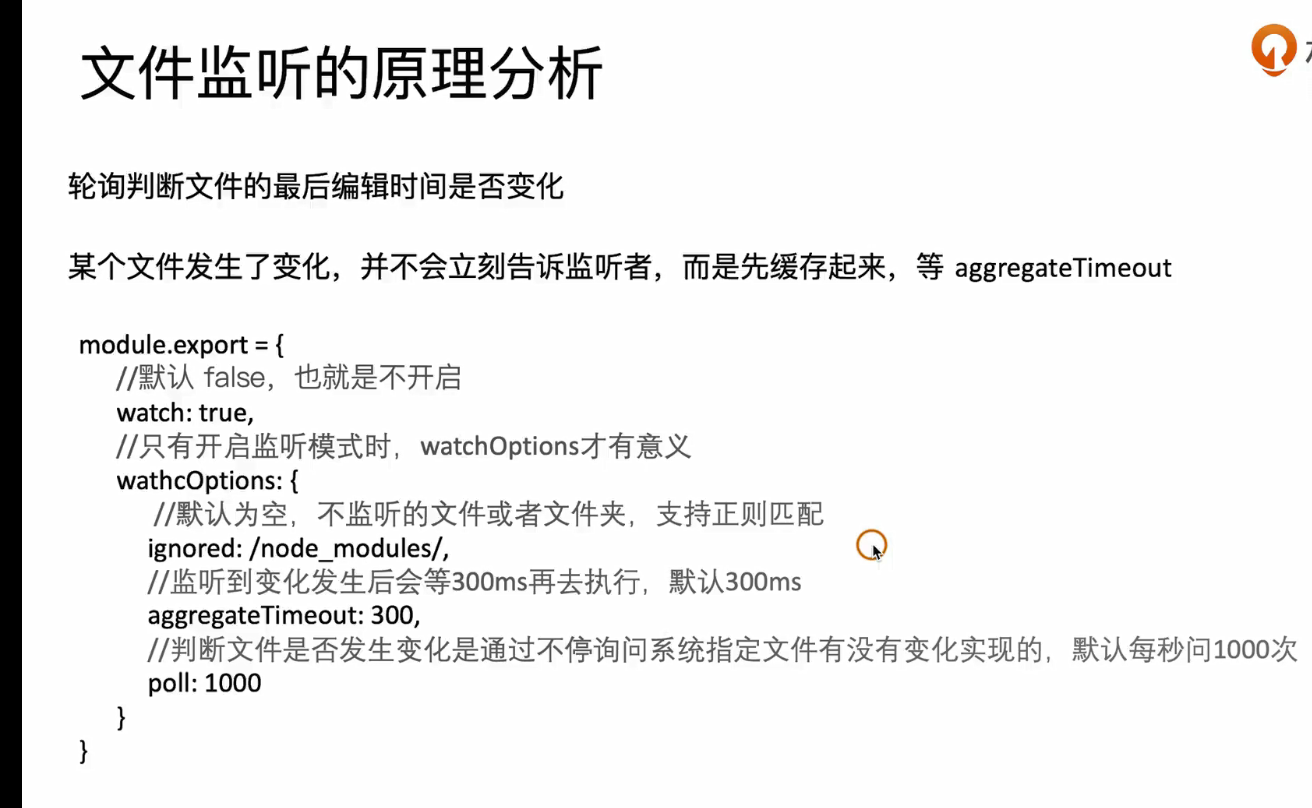 文件监听的原理分析
轮询判断文件的最后编辑时间是否变化
某个文件发生了变化，并不会立刻告诉监听者，而是先缓存起来，等 aggregateTimeout
module.export = {
//默认 false，也就是不开启
watch: true,
//只有开启监听模式时，watchOptions才有意义
wathcOptions: {
//默认为空，不监听的文件或者文件夹，支持正则匹配
ignored: /node_modules/,
//监听到变化发生后会等300ms再去执行，默认300ms
aggregateTimeout: 300,
//判断文件是否发生变化是通过不停询问系统指定文件有没有变化实现的，默认每秒问1000次
poll: 1000
}
}